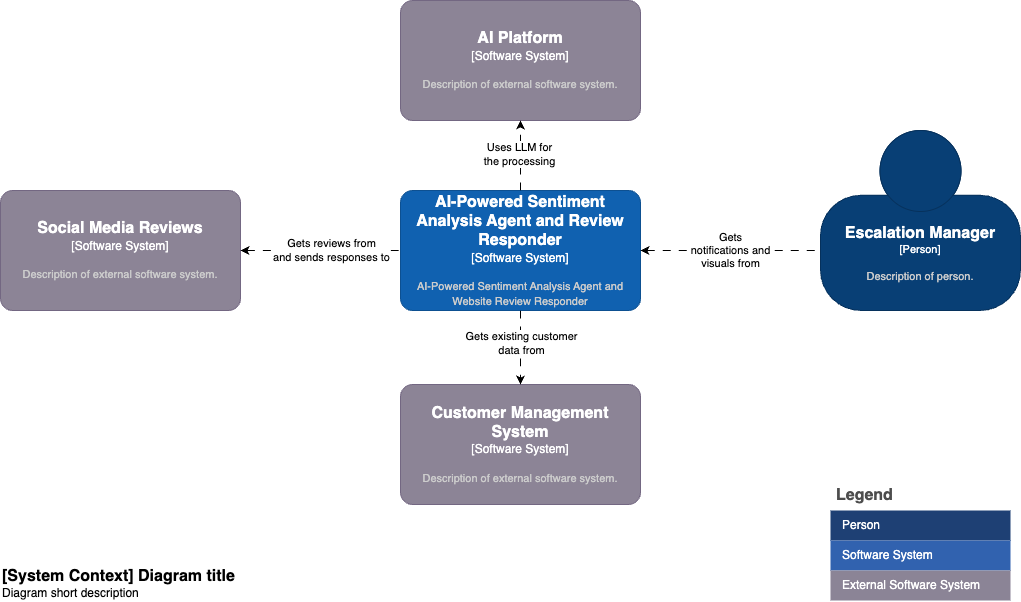 AI Platform
[Software System]
Description of external software system.
Uses LLM for
the processing
Social Media Reviews
[Software System]
Description of external software system.
Gets reviews from
and sends responses to
AI-Powered Sentiment
Analysis Agent and Review
Responder
[Software System]
AI-Powered Sentiment Analysis Agent and
Website Review Responder
Gets
notifications and
visuals from
Escalation Manager
[Person]
Description of person.
Gets existing customer
data from
Customer Management
System
[Software System]
Description of external software system.
Legend
Person
Software System
External Software System
[System Context] Diagram title
Diagram short description